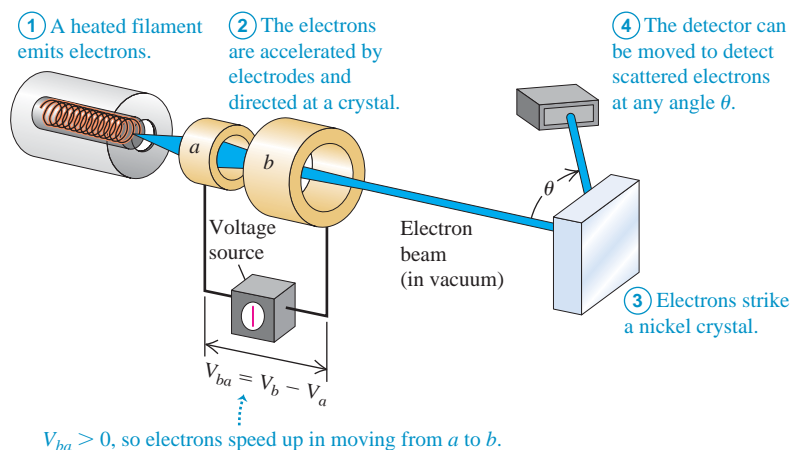 1 A heated filament
emits electrons.
2 The electrons
are accelerated by
electrodes and
directed at a crystal.
4 The detector can
be moved to detect
scattered electrons
at any angle θ.
a
b
θ
Voltage
source
Electron
beam
(in vacuum)
3 Electrons strike
a nickel crystal.
V_ba = V_b − V_a
V_ba > 0, so electrons speed up in moving from a to b.